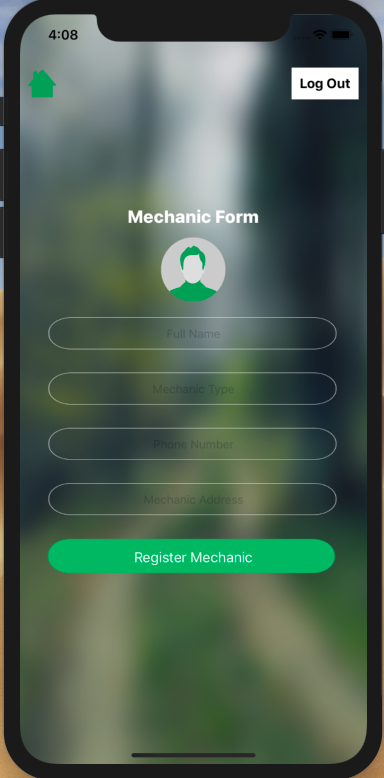 4:08
Log Out
Mechanic Form
Full Name
Mechanic Type
Phone Number
Mechanic Address
Register Mechanic